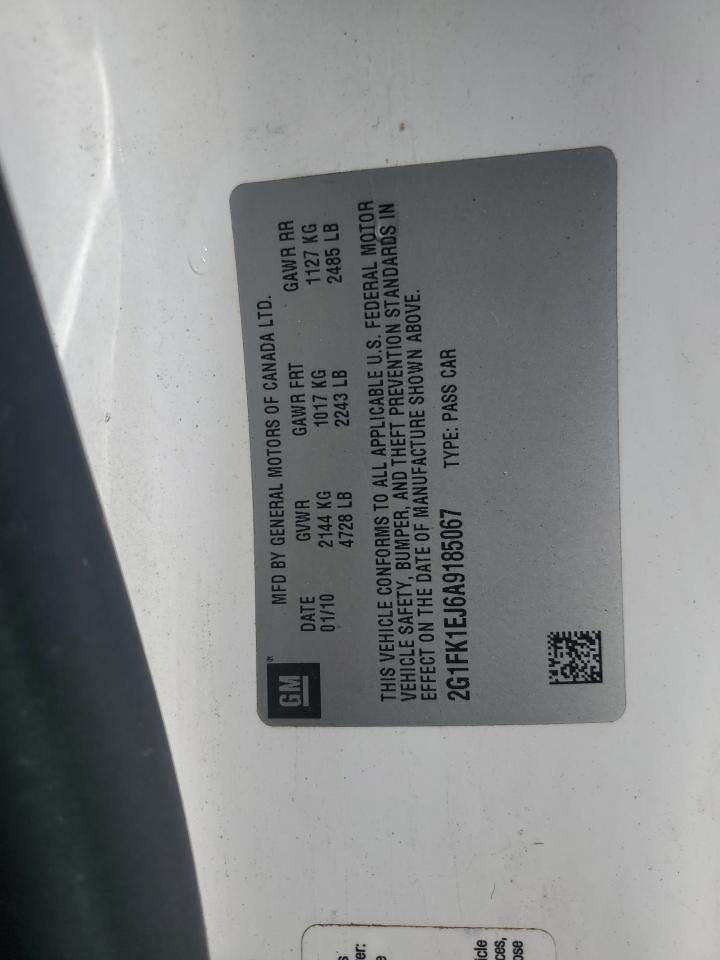 GM
MFD BY GENERAL MOTORS OF CANADA LTD.
DATE GVWR GAWR FRT GAWR RR
01/10 2144 KG 1017 KG 1127 KG
4728 LB 2243 LB 2485 LB
THIS VEHICLE CONFORMS TO ALL APPLICABLE U.S. FEDERAL MOTOR
VEHICLE SAFETY, BUMPER, AND THEFT PREVENTION STANDARDS IN
EFFECT ON THE DATE OF MANUFACTURE SHOWN ABOVE.
2G1FK1EJ6A9185067 TYPE: PASS CAR